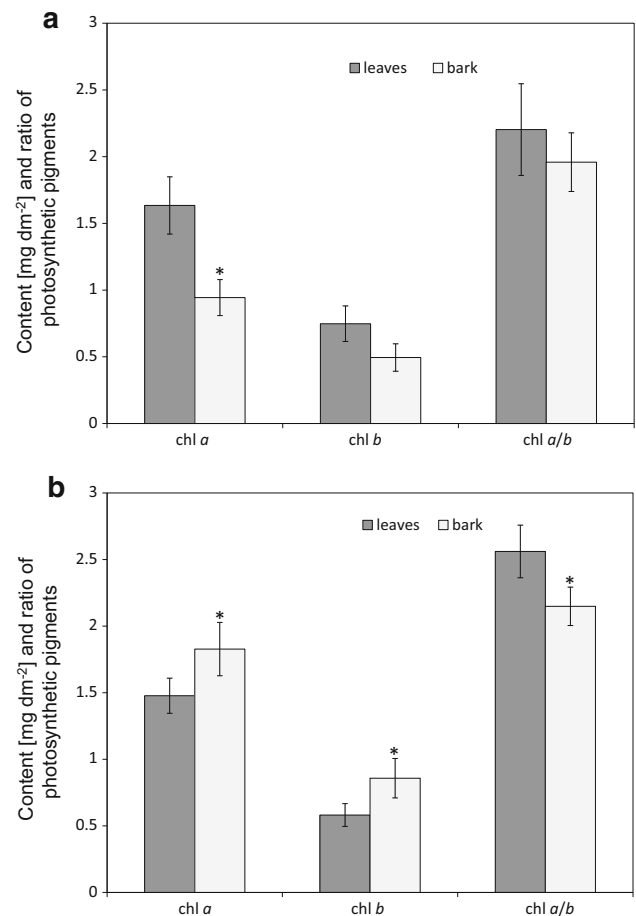 a
Content [mg dm-2] and ratio of
photosynthetic pigments
3
2.5
2
1.5
1
0.5
0
leaves bark
*
chl a chl b chl a/b
b
Content [mg dm-2] and ratio of
photosynthetic pigments
3
2.5
2
1.5
1
0.5
0
leaves bark
*
*
*
chl a chl b chl a/b